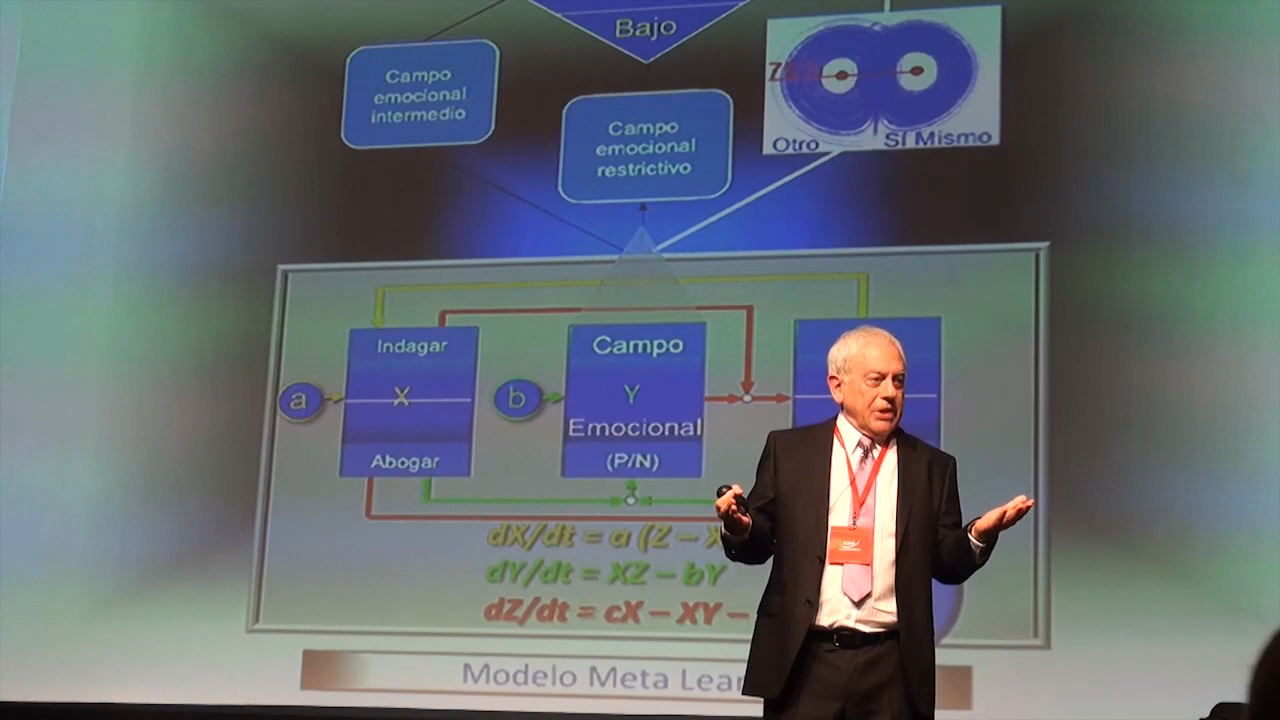 Bajo
Campo
emocional
intermedio
Campo
emocional
restrictivo
Otro
Sí Mismo
Indagar
X
Abogar
a
b
Campo
Y
Emocional
(P/N)
dX/dt = a (Z – X
dY/dt = XZ – bY
dZ/dt = cX – XY –
Modelo Meta Lear